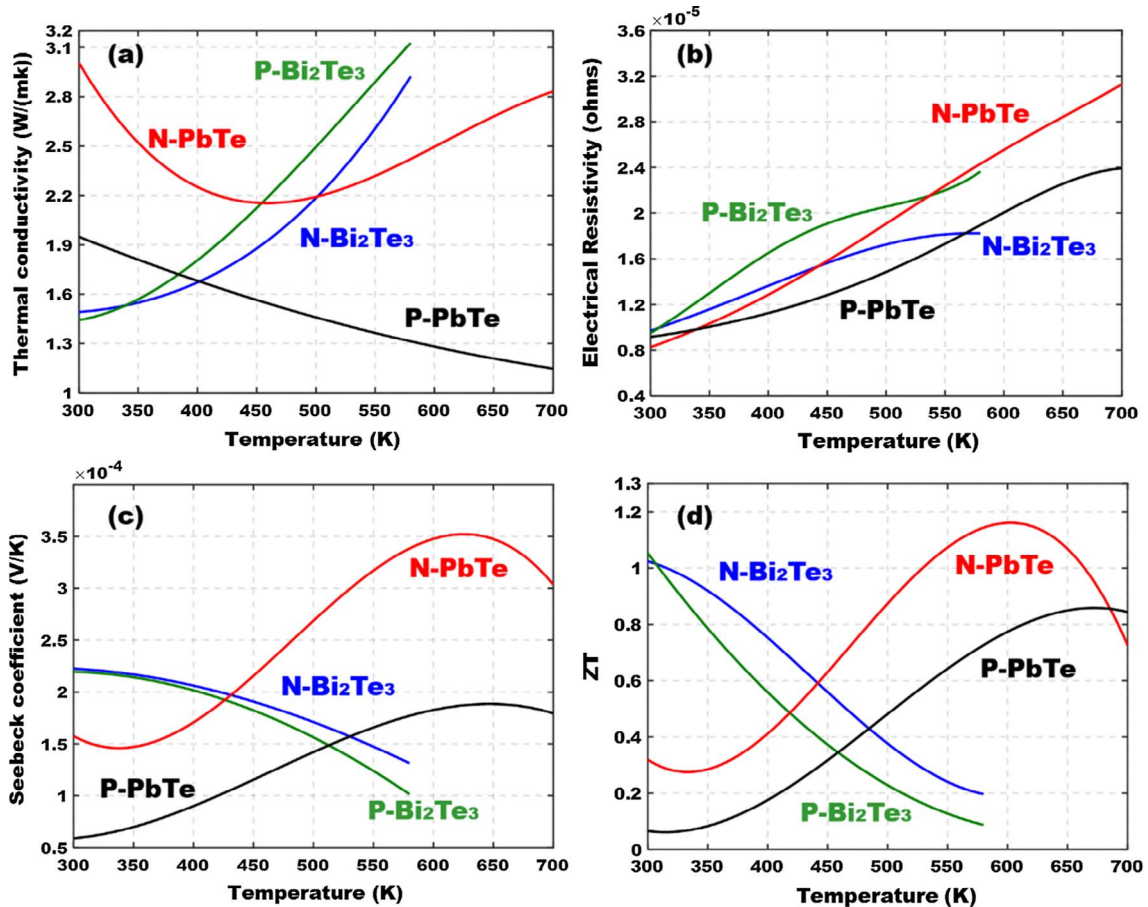 (a)
Thermal conductivity (W/(mk))
3.2
3.1
2.8
2.5
2.2
1.9
1.6
1.3
1
P-Bi₂Te₃
N-PbTe
N-Bi₂Te₃
P-PbTe
300 350 400 450 500 550 600 650 700
Temperature (K)
×10⁻⁵
(b)
Electrical Resistivity (ohms)
3.6
3.2
2.8
2.4
2.0
1.6
1.2
0.8
0.4
N-PbTe
P-Bi₂Te₃
N-Bi₂Te₃
P-PbTe
300 350 400 450 500 550 600 650 700
Temperature (K)
×10⁻⁴
(c)
Seebeck coefficient (V/K)
4
3.5
3
2.5
2
1.5
1
0.5
N-PbTe
N-Bi₂Te₃
P-PbTe
P-Bi₂Te₃
300 350 400 450 500 550 600 650 700
Temperature (K)
(d)
ZT
1.3
1.2
1
0.8
0.6
0.4
0.2
0
N-Bi₂Te₃
N-PbTe
P-PbTe
P-Bi₂Te₃
300 350 400 450 500 550 600 650 700
Temperature (K)